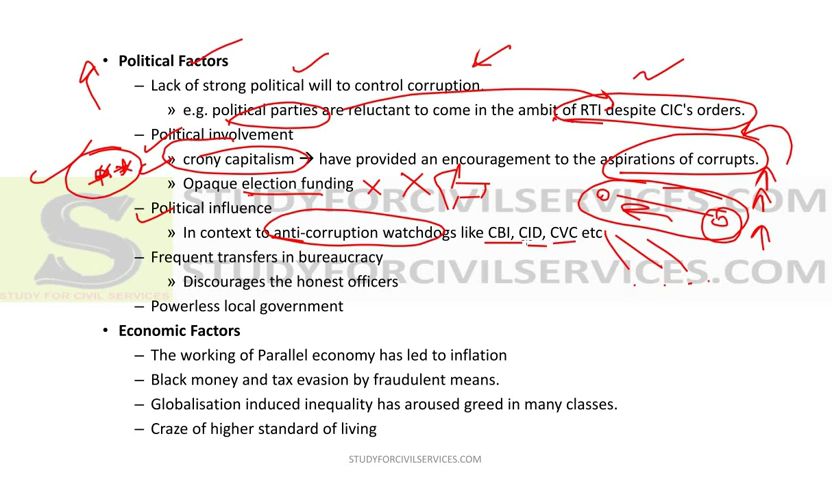 • Political Factors
– Lack of strong political will to control corruption.
» e.g. political parties are reluctant to come in the ambit of RTI despite CIC's orders.
– Political involvement
» crony capitalism → have provided an encouragement to the aspirations of corrupts.
» Opaque election funding
– Political influence
» In context to anti-corruption watchdogs like CBI, CID, CVC etc
– Frequent transfers in bureaucracy
» Discourages the honest officers
– Powerless local government
• Economic Factors
– The working of Parallel economy has led to inflation
– Black money and tax evasion by fraudulent means.
– Globalisation induced inequality has aroused greed in many classes.
– Craze of higher standard of living
STUDYFORCIVILSERVICES.COM
STUDYFORCIVILSERVICES.COM
S
STUDY FOR CIVIL SERVICES
STUDYFORCIVILSERVICES.COM